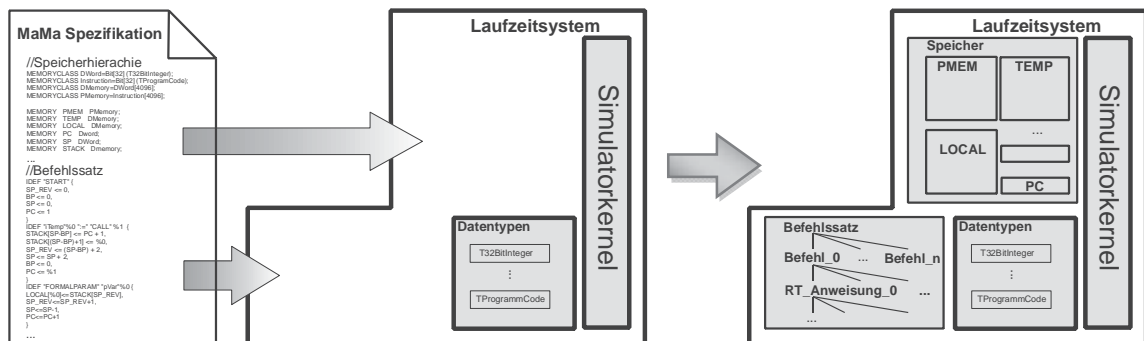 MaMa Spezifikation
//Speicherhierachie
MEMORYCLASS DWord=Bit[32] (T32BitInteger);
MEMORYCLASS Instruction=Bit[32] (TProgramCode);
MEMORYCLASS DMemory=DWord[4096];
MEMORYCLASS PMemory=Instruction[4096];
MEMORY PMEM PMemory;
MEMORY TEMP DMemory;
MEMORY LOCAL DMemory;
MEMORY PC Dword;
MEMORY SP DWord;
MEMORY STACK Dmemory;
...
//Befehlssatz
IDEF "START" {
SP_REV <= 0,
BP <= 0,
SP <= 0,
PC <= 1
}
IDEF "iTemp"%0 ":=" "CALL" %1 {
STACK[SP-BP] <= PC + 1,
STACK[(SP-BP)+1] <= %0,
SP_REV <= (SP-BP) + 2,
SP <= SP + 2,
BP <= 0,
PC <= %1
}
IDEF "FORMALPARAM" "pVar"%0 {
LOCAL[%0]<=STACK[SP_REV],
SP_REV<=SP_REV+1,
SP<=SP-1,
PC<=PC+1
}
...
Laufzeitsystem
Simulatorkernel
Datentypen
T32BitInteger
⋮
TProgrammCode
Laufzeitsystem
Speicher
PMEM
TEMP
...
LOCAL
PC
Simulatorkernel
Befehlssatz
Befehl_0 ... Befehl_n
RT_Anweisung_0 ...
...
Datentypen
T32BitInteger
⋮
TProgrammCode